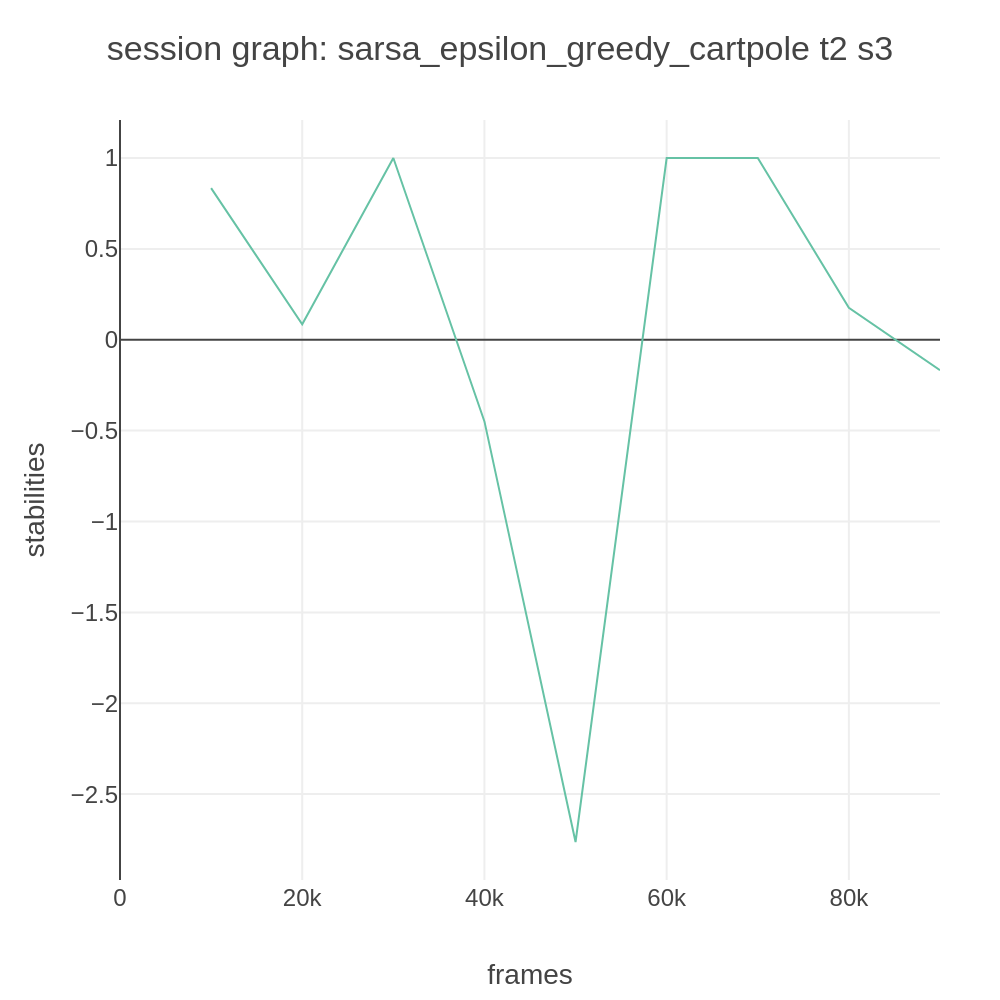 session graph: sarsa_epsilon_greedy_cartpole t2 s3
1
0.5
0
−0.5
−1
−1.5
−2
−2.5
stabilities
0 20k 40k 60k 80k
frames